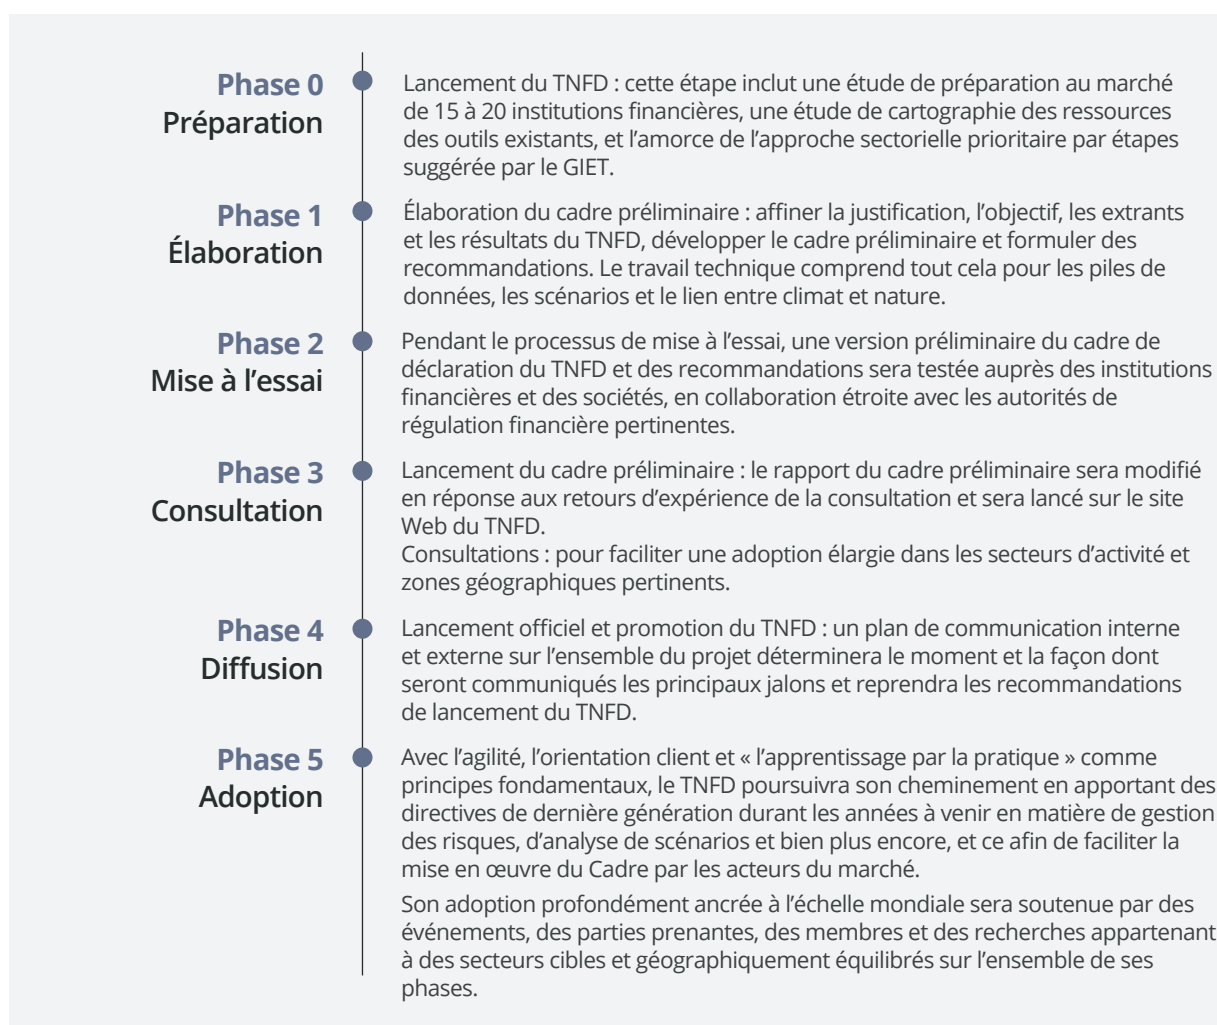 Phase 0
Préparation
Lancement du TNFD : cette étape inclut une étude de préparation au marché
de 15 à 20 institutions financières, une étude de cartographie des ressources
des outils existants, et l’amorce de l’approche sectorielle prioritaire par étapes
suggérée par le GIET.
Phase 1
Élaboration
Élaboration du cadre préliminaire : affiner la justification, l’objectif, les extrants
et les résultats du TNFD, développer le cadre préliminaire et formuler des
recommandations. Le travail technique comprend tout cela pour les piles de
données, les scénarios et le lien entre climat et nature.
Phase 2
Mise à l’essai
Pendant le processus de mise à l’essai, une version préliminaire du cadre de
déclaration du TNFD et des recommandations sera testée auprès des institutions
financières et des sociétés, en collaboration étroite avec les autorités de
régulation financière pertinentes.
Phase 3
Consultation
Lancement du cadre préliminaire : le rapport du cadre préliminaire sera modifié
en réponse aux retours d’expérience de la consultation et sera lancé sur le site
Web du TNFD.
Consultations : pour faciliter une adoption élargie dans les secteurs d’activité et
zones géographiques pertinents.
Phase 4
Diffusion
Lancement officiel et promotion du TNFD : un plan de communication interne
et externe sur l’ensemble du projet déterminera le moment et la façon dont
seront communiqués les principaux jalons et reprendra les recommandations
de lancement du TNFD.
Phase 5
Adoption
Avec l’agilité, l’orientation client et « l’apprentissage par la pratique » comme
principes fondamentaux, le TNFD poursuivra son cheminement en apportant des
directives de dernière génération durant les années à venir en matière de gestion
des risques, d’analyse de scénarios et bien plus encore, et ce afin de faciliter la
mise en œuvre du Cadre par les acteurs du marché.
Son adoption profondément ancrée à l’échelle mondiale sera soutenue par des
événements, des parties prenantes, des membres et des recherches appartenant
à des secteurs cibles et géographiquement équilibrés sur l’ensemble de ses
phases.